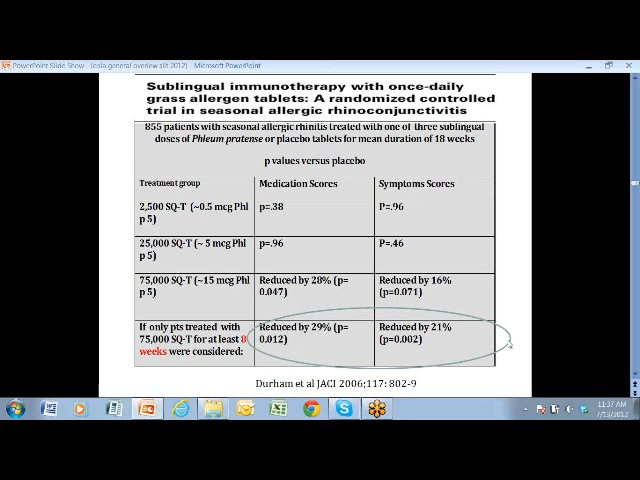 PowerPoint Slide Show - (cola general overview slit 2012) - Microsoft PowerPoint
Sublingual immunotherapy with once-daily
grass allergen tablets: A randomized controlled
trial in seasonal allergic rhinoconjunctivitis
855 patients with seasonal allergic rhinitis treated with one of three sublingual
doses of Phleum pratense or placebo tablets for mean duration of 18 weeks
p values versus placebo
Treatment group Medication Scores Symptoms Scores
2,500 SQ-T (~0.5 mcg Phl
p 5)
p=.38
P=.96
25,000 SQ-T (~ 5 mcg Phl
p 5)
p=.96
P=.46
75,000 SQ-T (~15 mcg Phl
p 5)
Reduced by 28% (p=
0.047)
Reduced by 16%
(p=0.071)
If only pts treated with
75,000 SQ-T for at least 8
weeks were considered:
Reduced by 29% (p=
0.012)
Reduced by 21%
(p=0.002)
Durham et al JACI 2006;117: 802-9
11:37 AM
7/13/2012